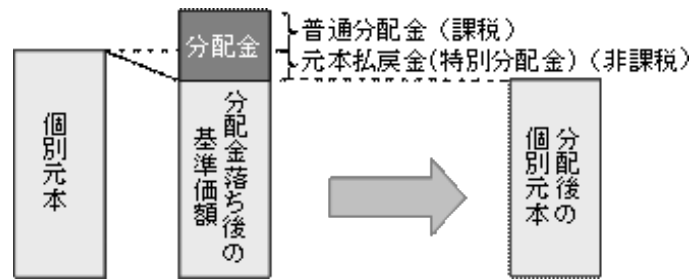 分配金
普通分配金（課税）
元本払戻金(特別分配金)（非課税）
個別元本
分配金落ち後の
基準価額
分配後の
個別元本